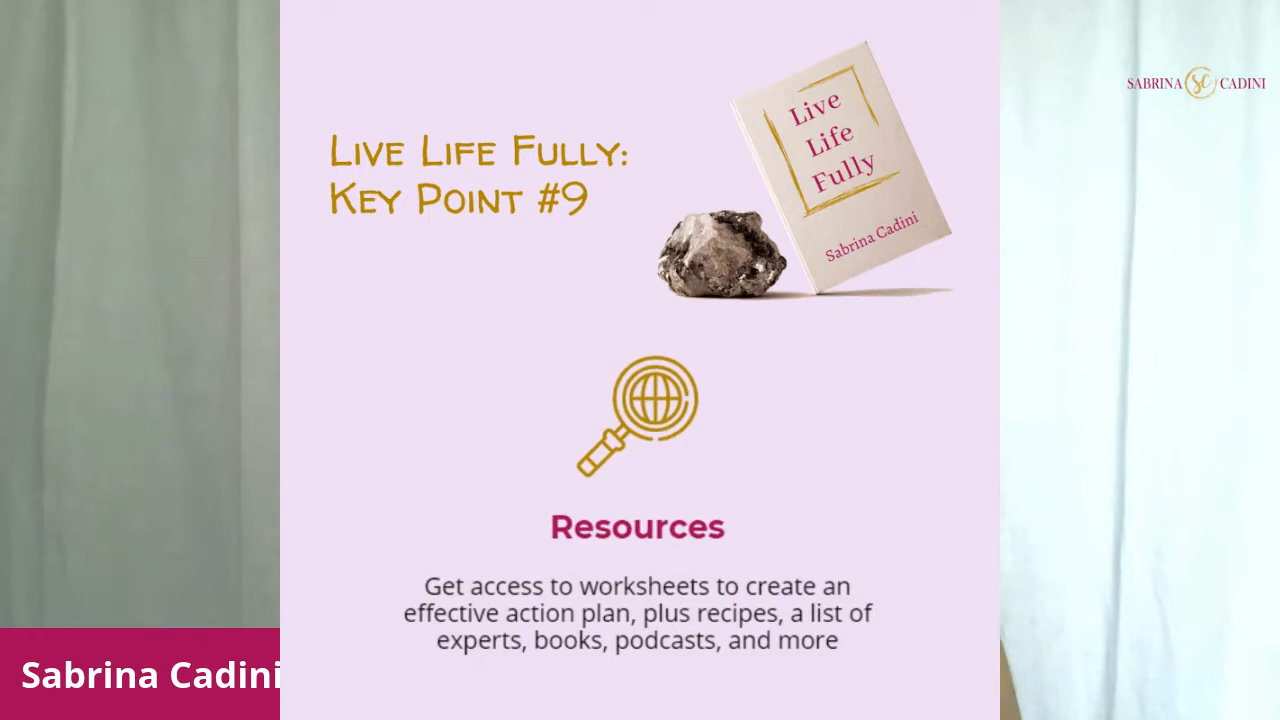 SABRINA SC CADINI
LIVE LIFE FULLY:
KEY POINT #9
Live
Life
Fully
Sabrina Cadini
Resources
Get access to worksheets to create an
effective action plan, plus recipes, a list of
experts, books, podcasts, and more
Sabrina Cadini